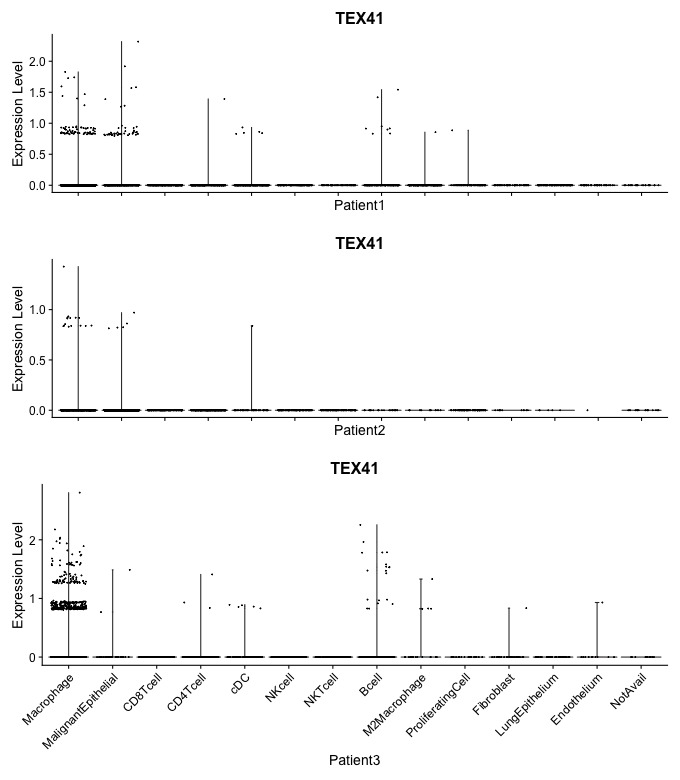 TEX41
Expression Level
2.0
1.5
1.0
0.5
0.0
Patient1
TEX41
Expression Level
1.0
0.5
0.0
Patient2
TEX41
Expression Level
2
1
0
Macrophage
MalignantEpithelial
CD8Tcell
CD4Tcell
cDC
NKcell
NKTcell
Bcell
M2Macrophage
ProliferatingCell
Fibroblast
LungEpithelium
Endothelium
NotAvail
Patient3